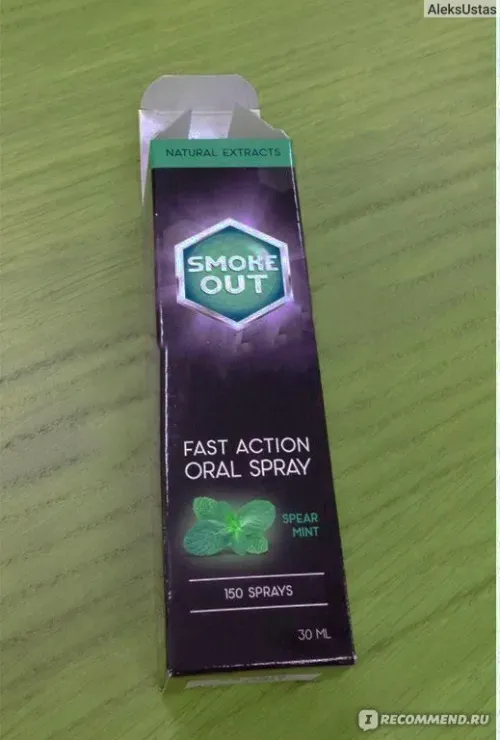 AleksUstas
NATURAL EXTRACTS
SMOKE
OUT
FAST ACTION
ORAL SPRAY
SPEAR
MINT
150 SPRAYS
30 ML
I RECOMMEND.RU